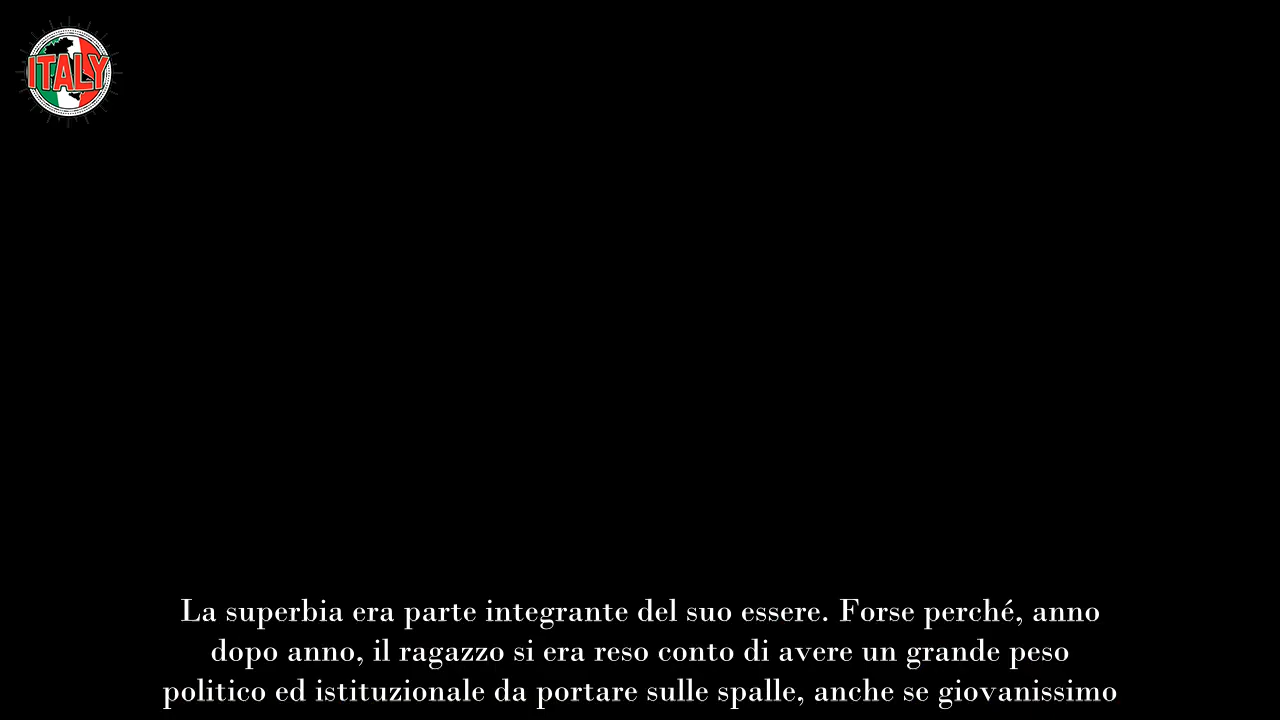 ITALY
La superbia era parte integrante del suo essere. Forse perché, anno
dopo anno, il ragazzo si era reso conto di avere un grande peso
politico ed istituzionale da portare sulle spalle, anche se giovanissimo